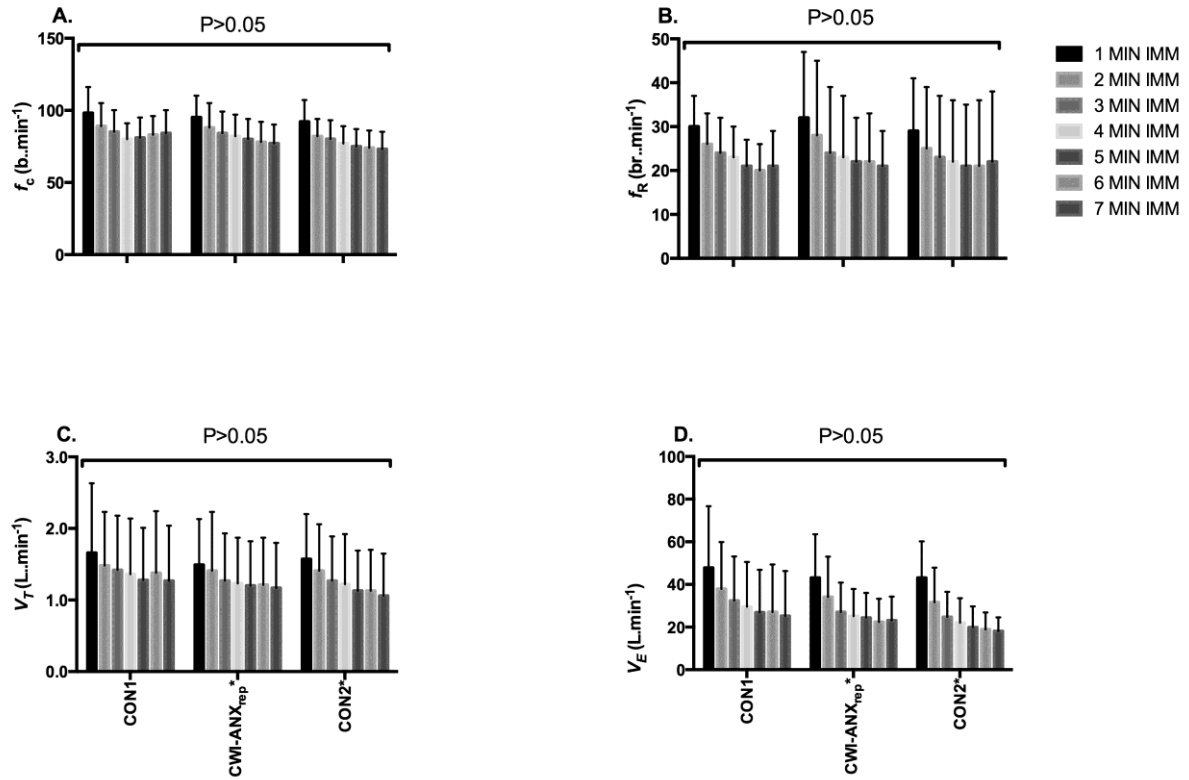 A.
P>0.05
150
100
50
0
fc (b..min-1)
B.
P>0.05
50
40
30
20
10
0
fR (br..min-1)
1 MIN IMM
2 MIN IMM
3 MIN IMM
4 MIN IMM
5 MIN IMM
6 MIN IMM
7 MIN IMM
C.
P>0.05
3.0
2.0
1.0
0.0
VT (L..min-1)
CON1
CWI-ANXrep*
CON2*
D.
P>0.05
100
80
60
40
20
0
VE (L.min-1)
CON1
CWI-ANXrep*
CON2*